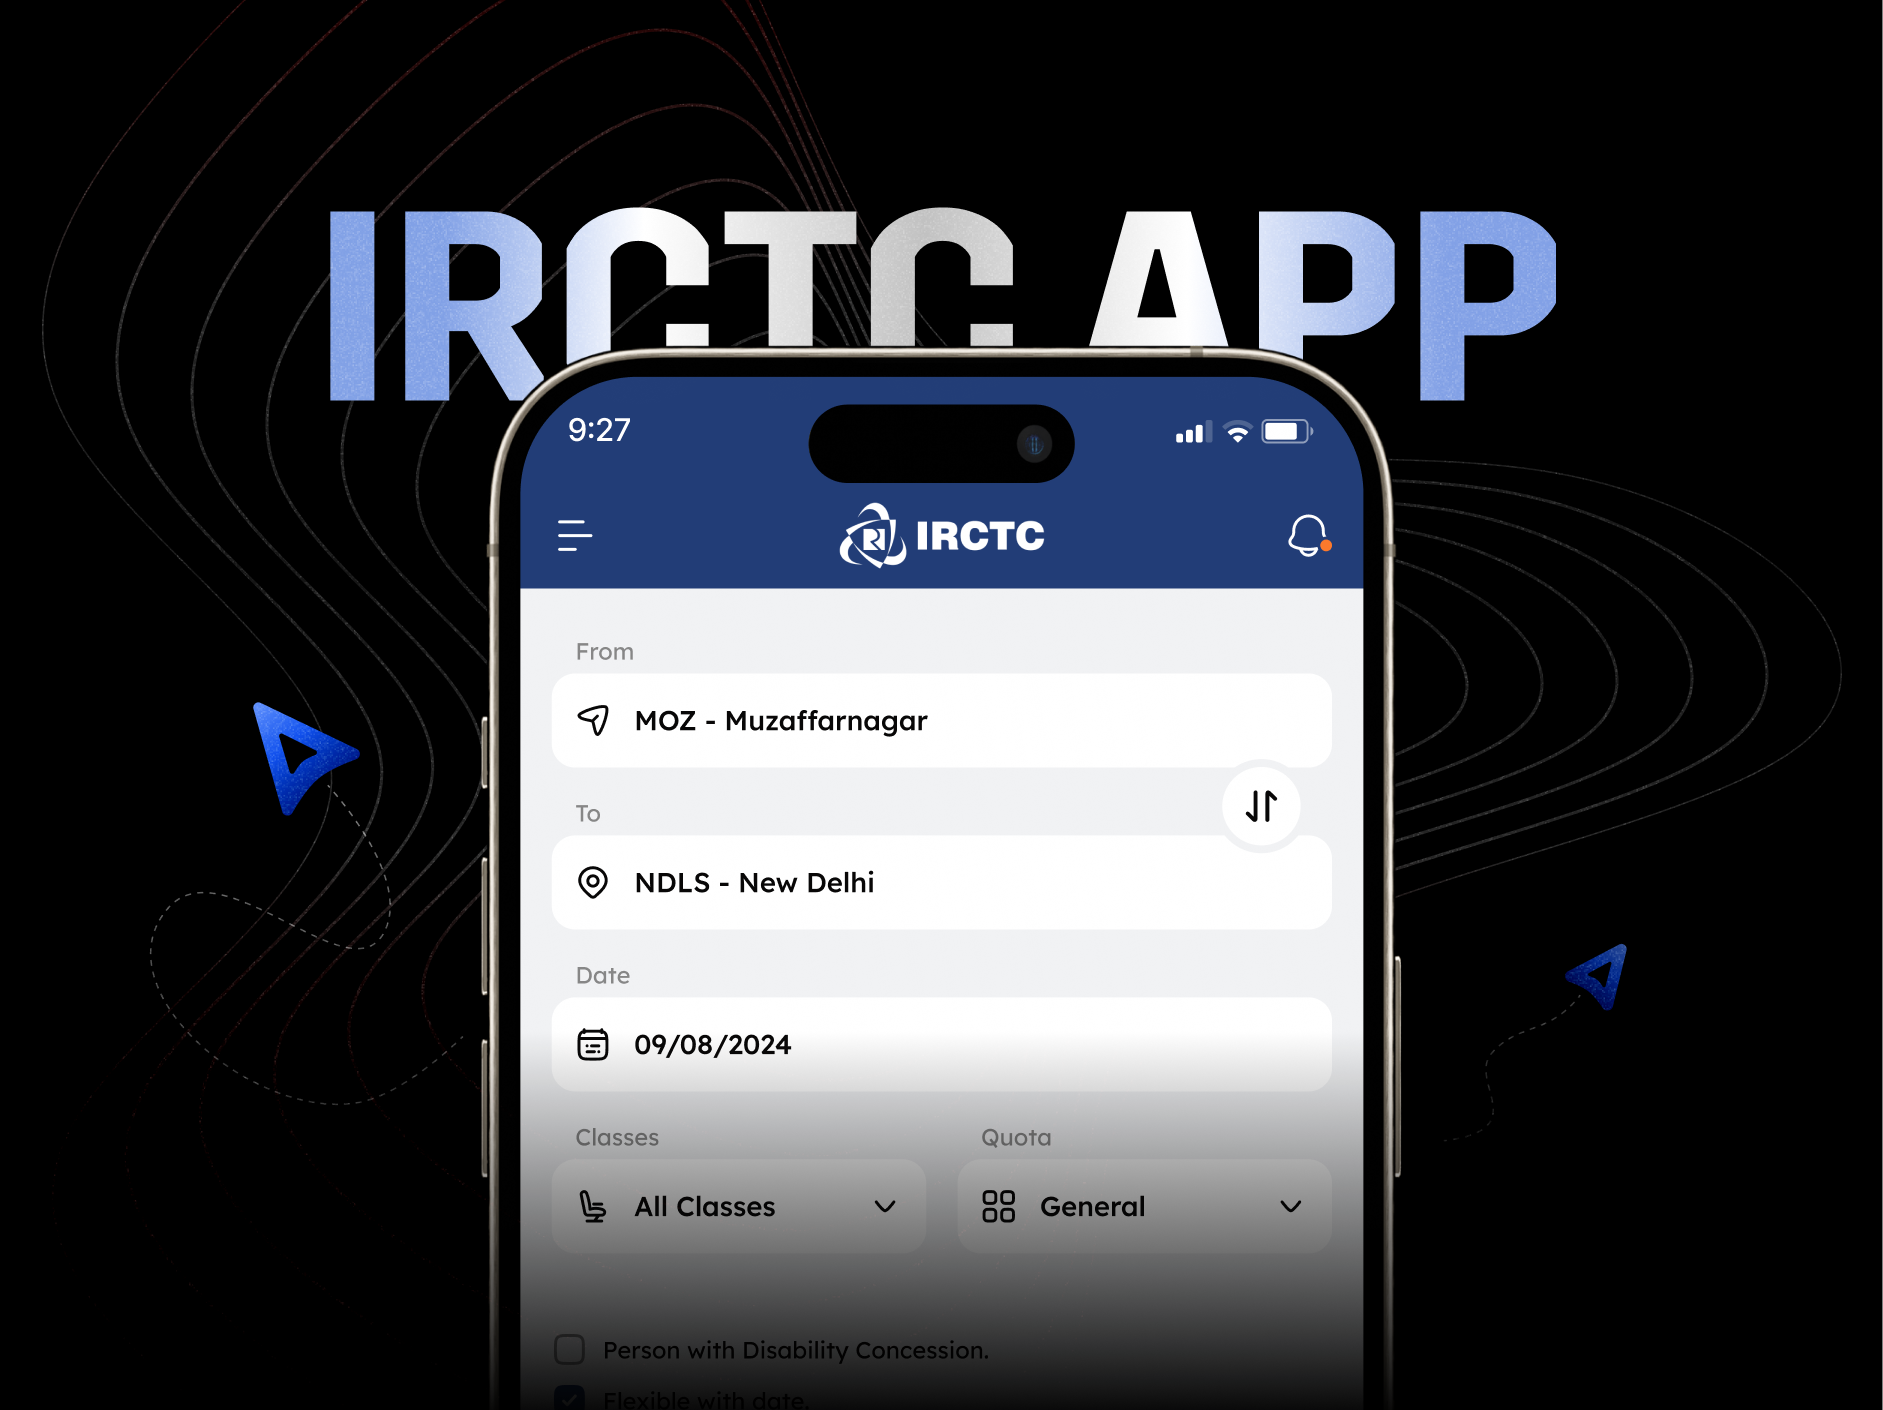 IRCTC APP
9:27
IRCTC
From
MOZ - Muzaffarnagar
To
NDLS - New Delhi
Date
09/08/2024
Classes
Quota
All Classes
General
Person with Disability Concession.
Flexible with date.